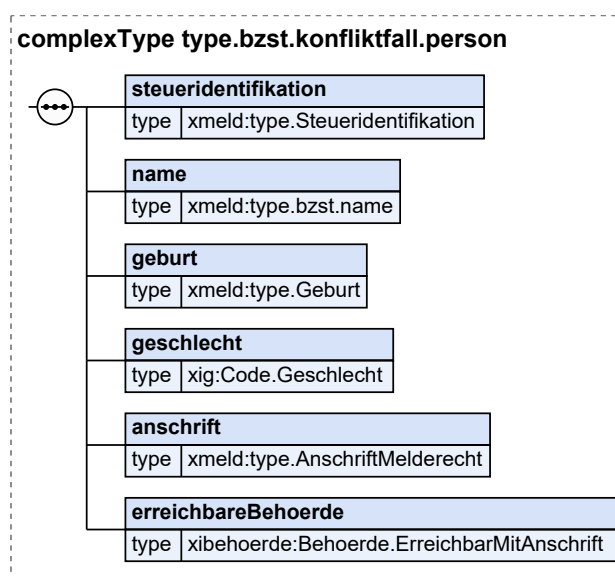 complexType type.bzst.konfliktfall.person
steueridentifikation
type xmeld:type.Steueridentifikation
name
type xmeld:type.bzst.name
geburt
type xmeld:type.Geburt
geschlecht
type xig:Code.Geschlecht
anschrift
type xmeld:type.AnschriftMelderecht
erreichbareBehoerde
type xibehoerde:Behoerde.ErreichbarMitAnschrift